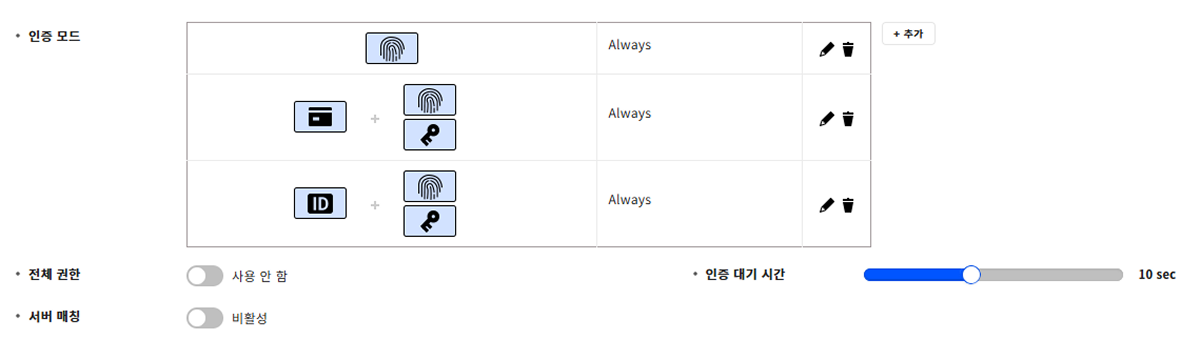 인증 모드
Always
+ 추가
Always
ID
Always
전체 권한
사용 안 함
인증 대기 시간
10 sec
서버 매칭
비활성